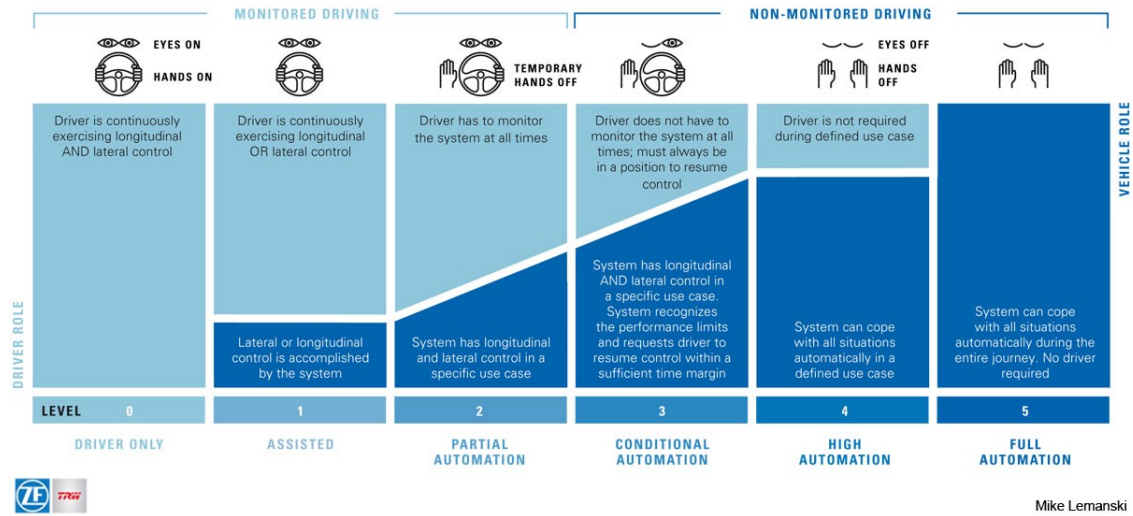 MONITORED DRIVING
NON-MONITORED DRIVING
EYES ON
HANDS ON
TEMPORARY
HANDS OFF
EYES OFF
HANDS
OFF
Driver is continuously
exercising longitudinal
AND lateral control
Driver is continuously
exercising longitudinal
OR lateral control
Driver has to monitor
the system at all times
Driver does not have to
monitor the system at all
times; must always be
in a position to resume
control
Driver is not required
during defined use case
VEHICLE ROLE
DRIVER ROLE
Lateral or longitudinal
control is accomplished
by the system
System has longitudinal
and lateral control in a
specific use case
System has longitudinal
AND lateral control in
a specific use case.
System recognizes
the performance limits
and requests driver to
resume control within a
sufficient time margin
System can cope
with all situations
automatically in a
defined use case
System can cope
with all situations
automatically during the
entire journey. No driver
required
LEVEL 0 1 2 3 4 5
DRIVER ONLY
ASSISTED
PARTIAL
AUTOMATION
CONDITIONAL
AUTOMATION
HIGH
AUTOMATION
FULL
AUTOMATION
ZF TRW
Mike Lemanski